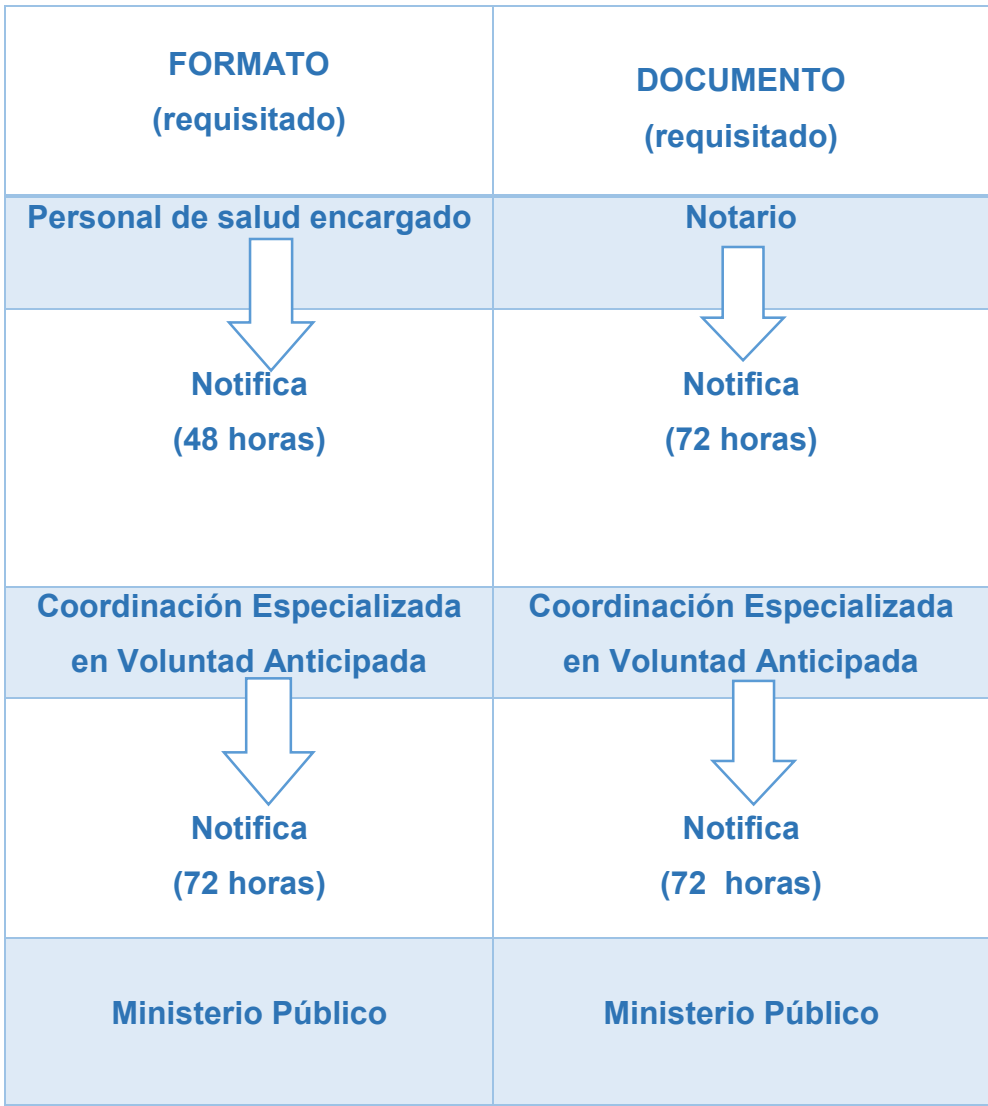 FORMATO
(requisitado)
DOCUMENTO
(requisitado)
Personal de salud encargado
Notario
Notifica
(48 horas)
Notifica
(72 horas)
Coordinación Especializada
en Voluntad Anticipada
Coordinación Especializada
en Voluntad Anticipada
Notifica
(72 horas)
Notifica
(72 horas)
Ministerio Público
Ministerio Público